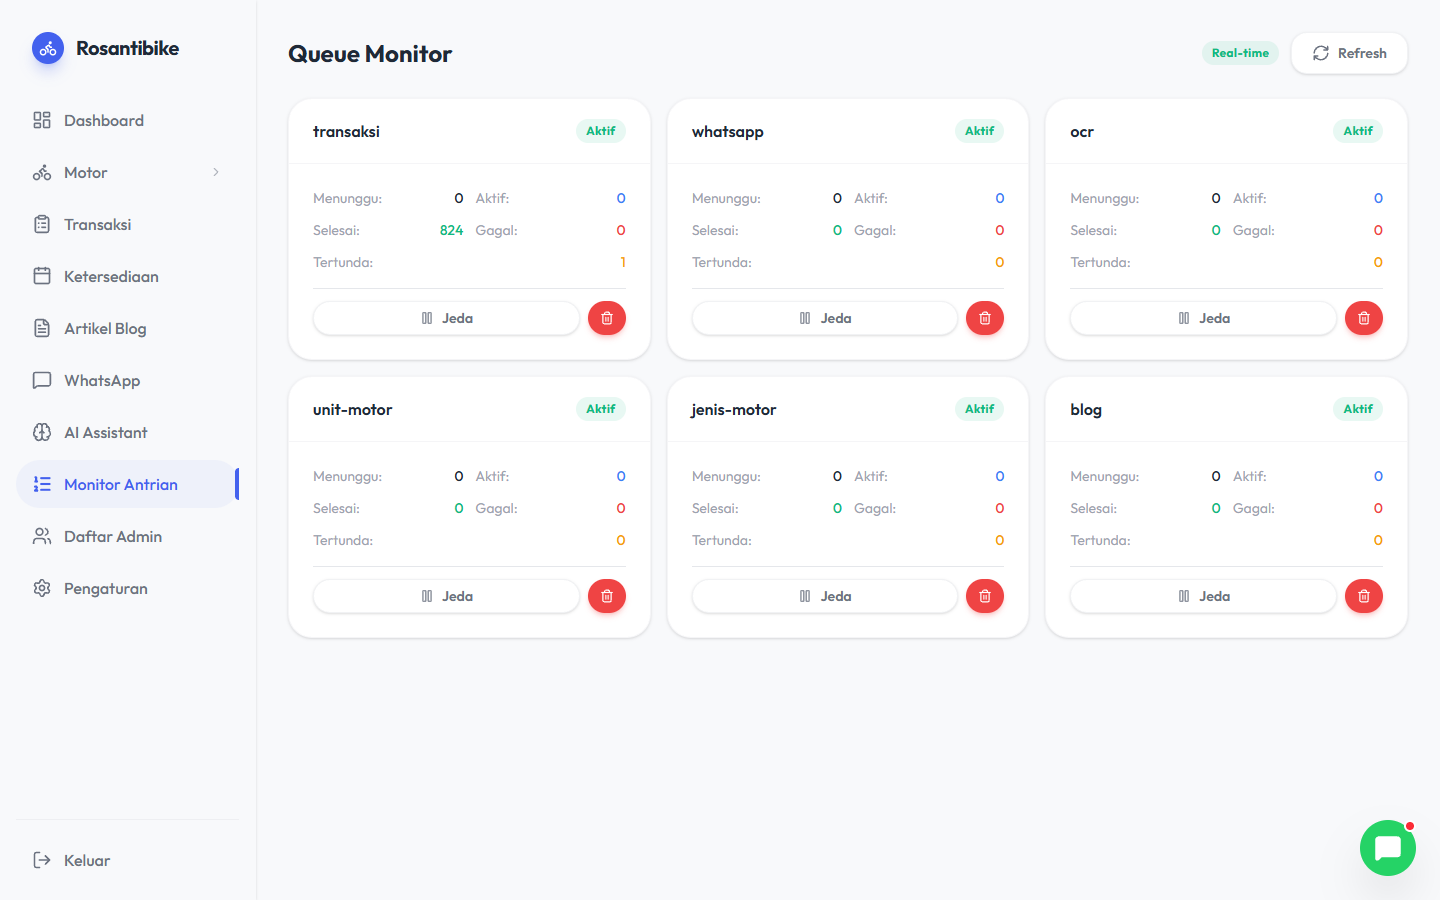 Rosantibike
Dashboard
Motor
Transaksi
Ketersediaan
Artikel Blog
WhatsApp
AI Assistant
Monitor Antrian
Daftar Admin
Pengaturan
Keluar
Queue Monitor
Real-time
Refresh
transaksi
Aktif
Menunggu: 0 Aktif: 0
Selesai: 824 Gagal: 0
Tertunda: 1
Jeda
whatsapp
Aktif
Menunggu: 0 Aktif: 0
Selesai: 0 Gagal: 0
Tertunda: 0
Jeda
ocr
Aktif
Menunggu: 0 Aktif: 0
Selesai: 0 Gagal: 0
Tertunda: 0
Jeda
unit-motor
Aktif
Menunggu: 0 Aktif: 0
Selesai: 0 Gagal: 0
Tertunda: 0
Jeda
jenis-motor
Aktif
Menunggu: 0 Aktif: 0
Selesai: 0 Gagal: 0
Tertunda: 0
Jeda
blog
Aktif
Menunggu: 0 Aktif: 0
Selesai: 0 Gagal: 0
Tertunda: 0
Jeda